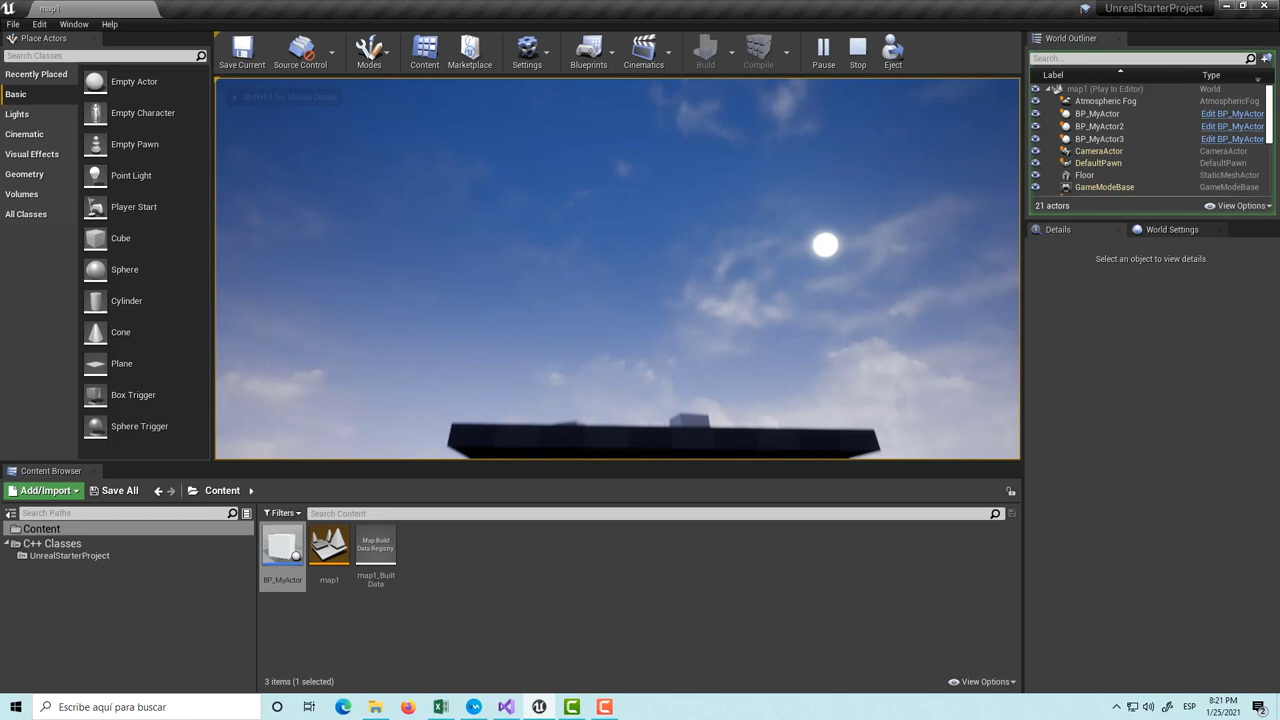 map1
UnrealStarterProject
File Edit Window Help
Place Actors
Search Classes
Recently Placed
Basic
Lights
Cinematic
Visual Effects
Geometry
Volumes
All Classes
Empty Actor
Empty Character
Empty Pawn
Point Light
Player Start
Cube
Sphere
Cylinder
Cone
Plane
Box Trigger
Sphere Trigger
Save Current
Source Control
Modes
Content
Marketplace
Settings
Blueprints
Cinematics
Build
Compile
Pause
Stop
Eject
Shift+F1 for Mouse Cursor
World Outliner
Search...
Label Type
map1 (Play In Editor) World
Atmospheric Fog AtmosphericFog
BP_MyActor Edit BP_MyActor
BP_MyActor2 Edit BP_MyActor
BP_MyActor3 Edit BP_MyActor
CameraActor CameraActor
DefaultPawn DefaultPawn
Floor StaticMeshActor
GameModeBase GameModeBase
21 actors View Options
Details World Settings
Select an object to view details.
Content Browser
Add/Import Save All Content
Search Paths
Content
C++ Classes
UnrealStarterProject
Filters Search Content
BP_MyActor
map1
Map Build
Data Registry
map1_Built
Data
3 items (1 selected) View Options
Escribe aquí para buscar
ESP
8:21 PM
1/25/2021
2